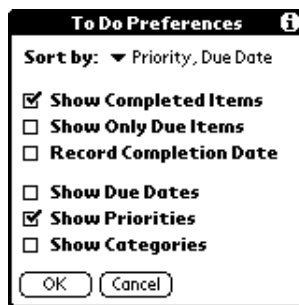 To Do Preferences
Sort by: Priority, Due Date
Show Completed Items
Show Only Due Items
Record Completion Date
Show Due Dates
Show Priorities
Show Categories
OK Cancel